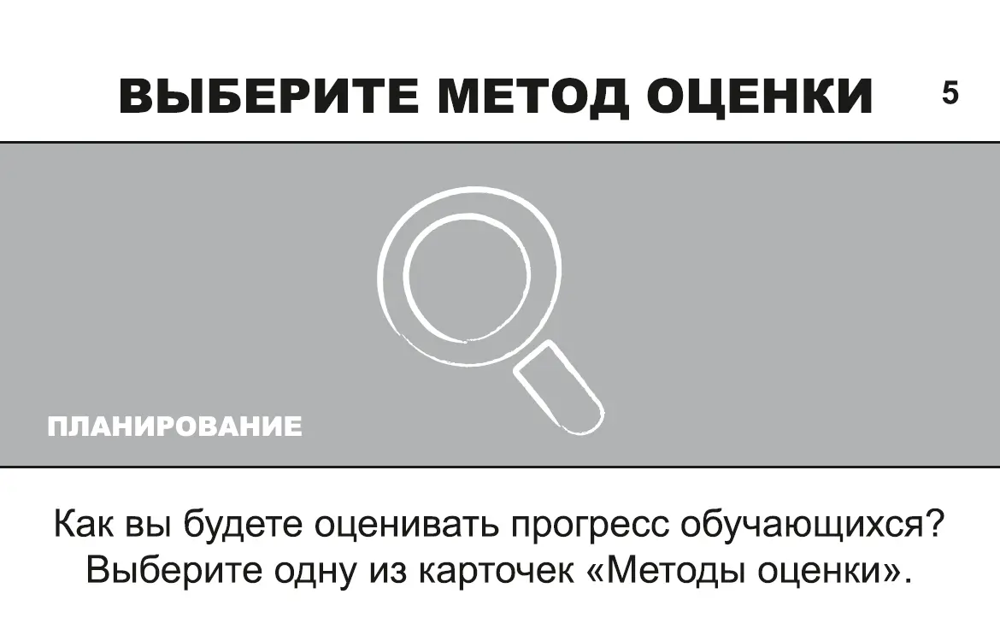 ВЫБЕРИТЕ МЕТОД ОЦЕНКИ 5
ПЛАНИРОВАНИЕ
Как вы будете оценивать прогресс обучающихся?
Выберите одну из карточек «Методы оценки».